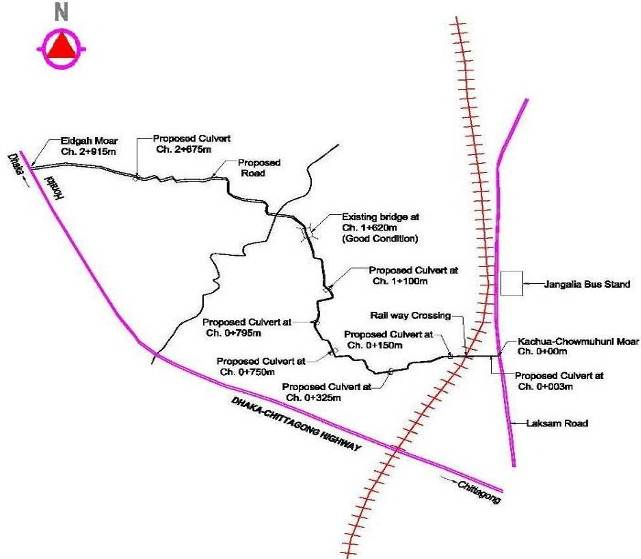 N
Eidgah Moar
Ch. 2+915m
Proposed Culvert
Ch. 2+675m
Proposed
Road
Dhaka
Hotaki
Existing bridge at
Ch. 1+620m
(Good Condition)
Proposed Culvert at
Ch. 1+100m
Jangalia Bus Stand
Rail way Crossing
Proposed Culvert at
Ch. 0+795m
Proposed Culvert at
Ch. 0+150m
Kachua-Chowmuhuni Moar
Ch. 0+00m
Proposed Culvert at
Ch. 0+750m
Proposed Culvert at
Ch. 0+003m
Proposed Culvert at
Ch. 0+325m
DHAKA-CHITTAGONG HIGHWAY
Laksam Road
Chittagong